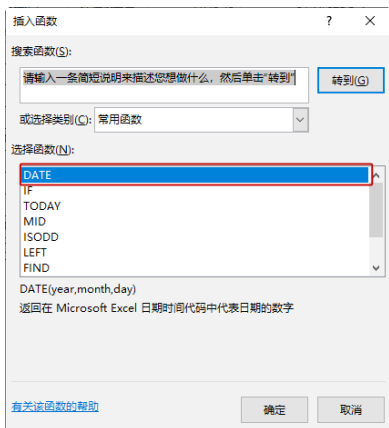 插入函数
搜索函数(S):
请输入一条简短说明来描述您想做什么，然后单击“转到”
转到(G)
或选择类别(C): 常用函数
选择函数(N):
DATE
IF
TODAY
MID
ISODD
LEFT
FIND
DATE(year,month,day)
返回在 Microsoft Excel 日期时间代码中代表日期的数字
有关该函数的帮助
确定
取消